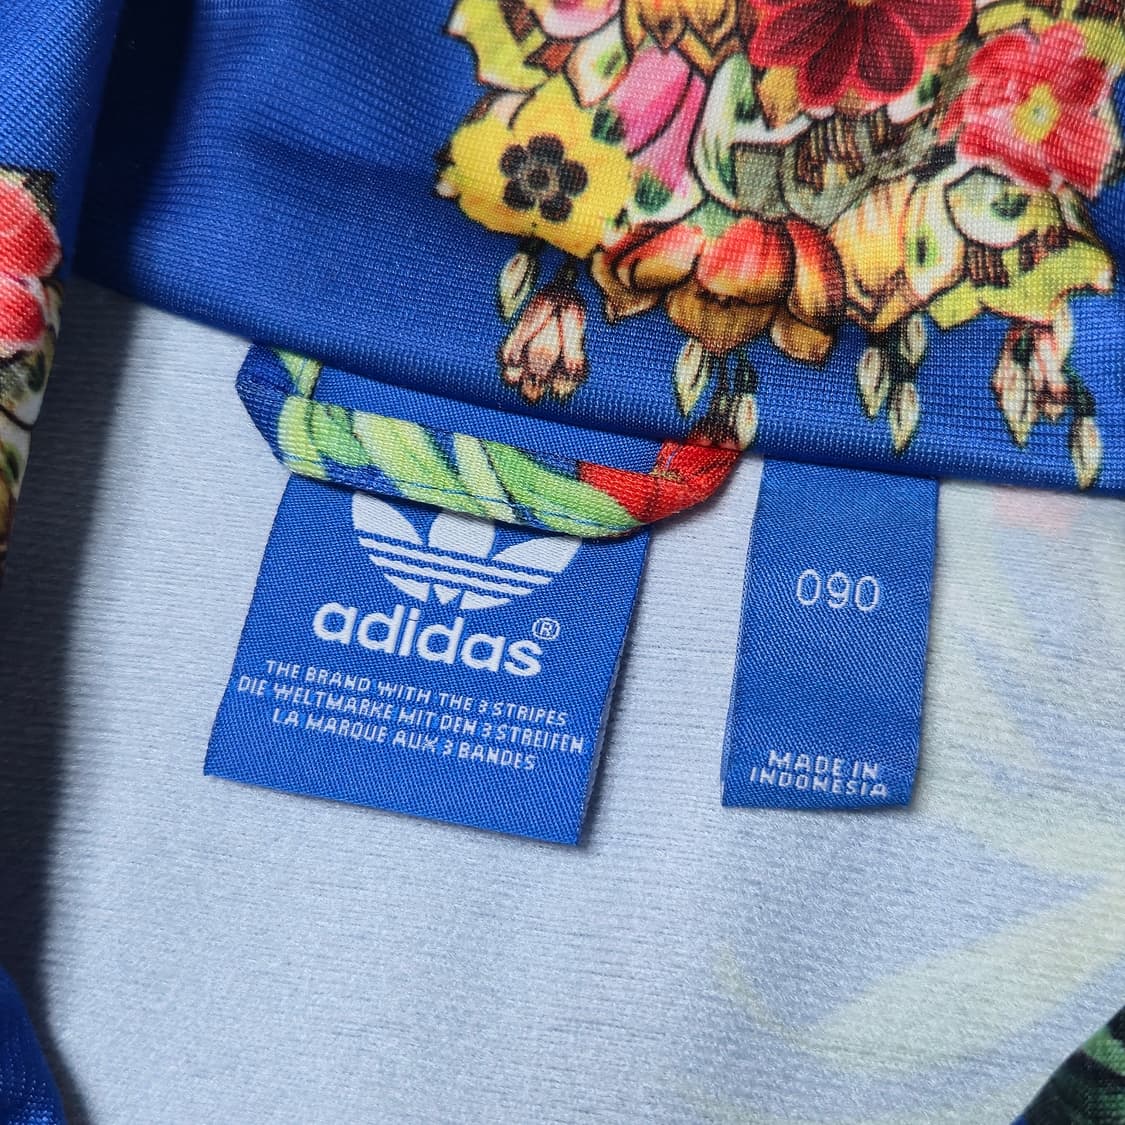 adidas®
THE BRAND WITH THE 3 STRIPES
DIE WELTMARKE MIT DEN 3 STREIFEN
LA MARQUE AUX 3 BANDES
090
MADE IN
INDONESIA